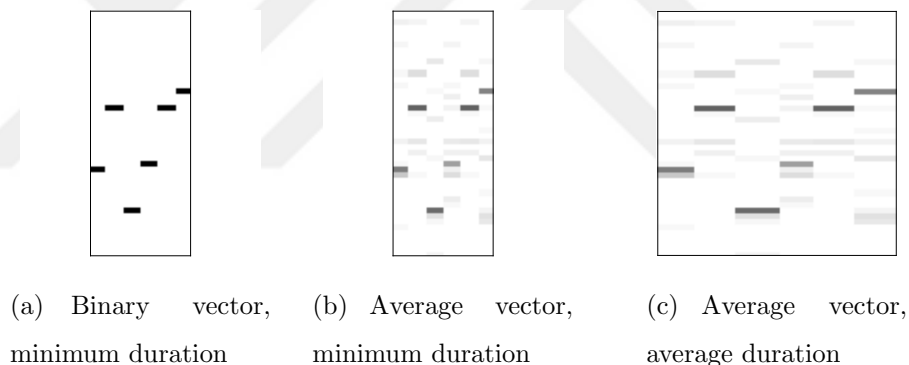 (a) Binary vector,
minimum duration
(b) Average vector,
minimum duration
(c) Average vector,
average duration